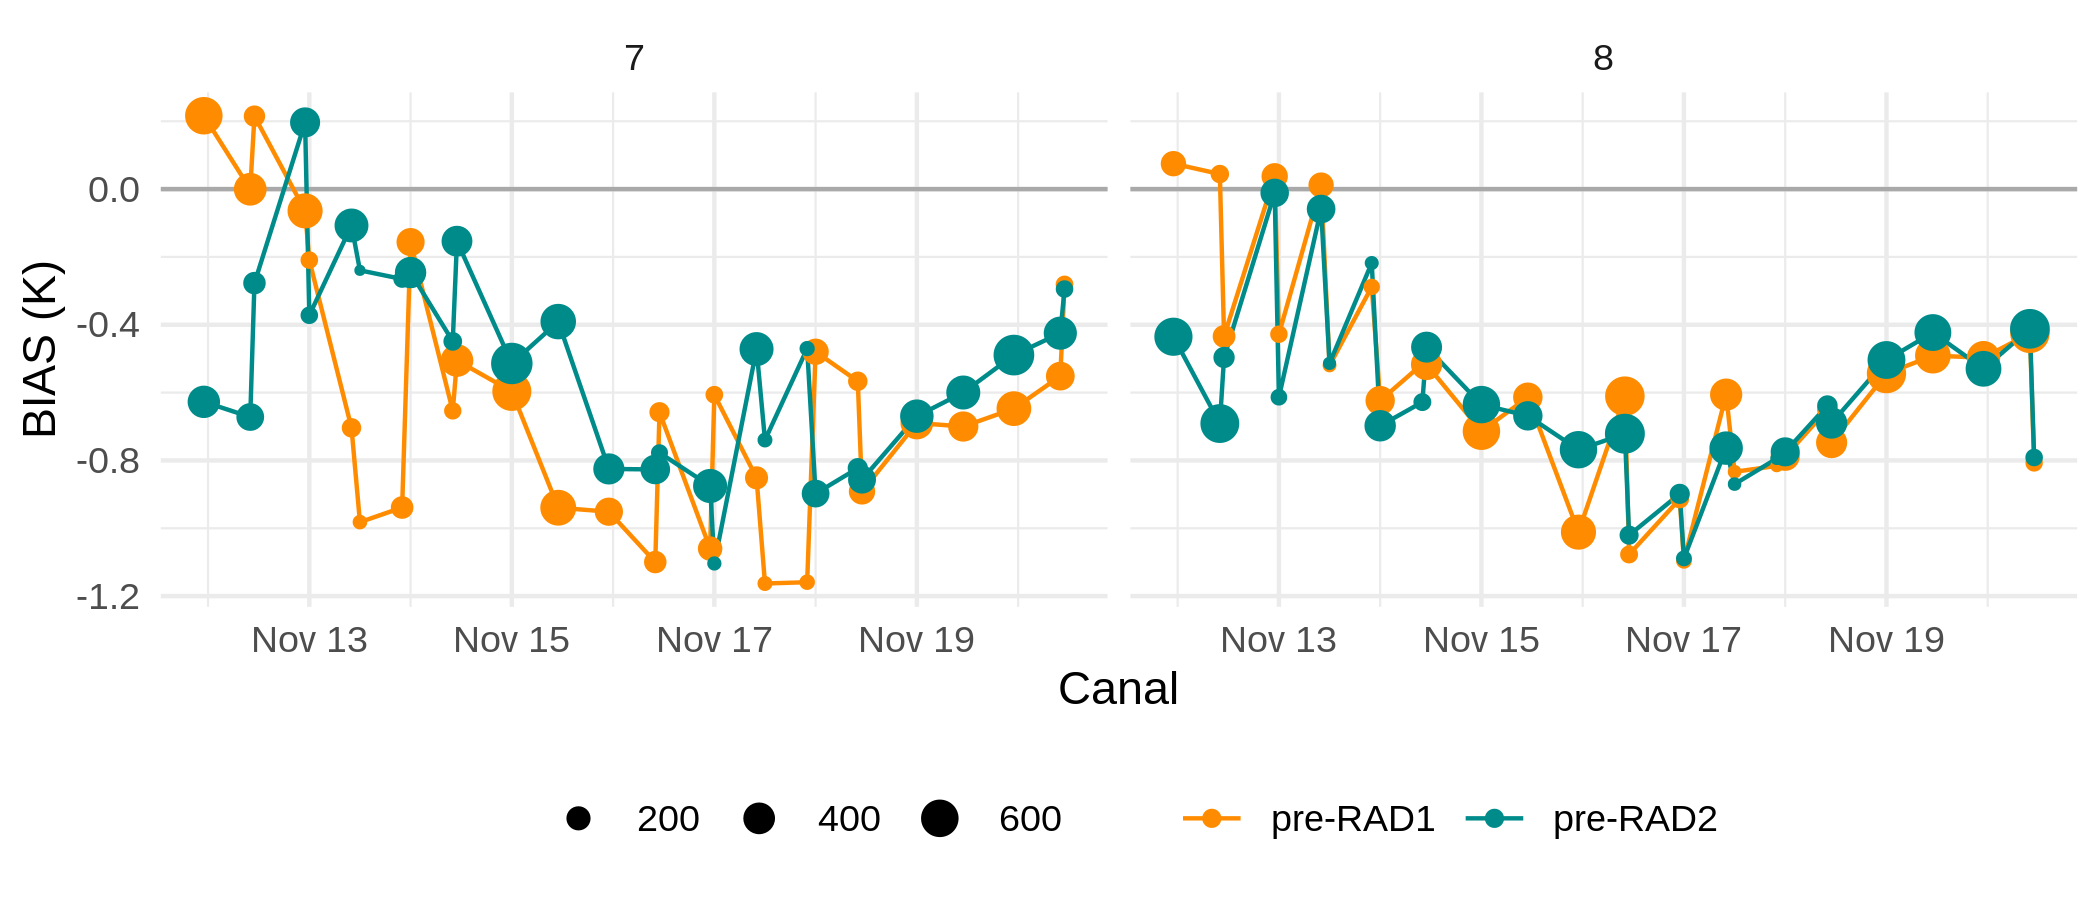 7 8
BIAS (K)
0.0
-0.4
-0.8
-1.2
Nov 13 Nov 15 Nov 17 Nov 19 Nov 13 Nov 15 Nov 17 Nov 19
Canal
200 400 600 pre-RAD1 pre-RAD2